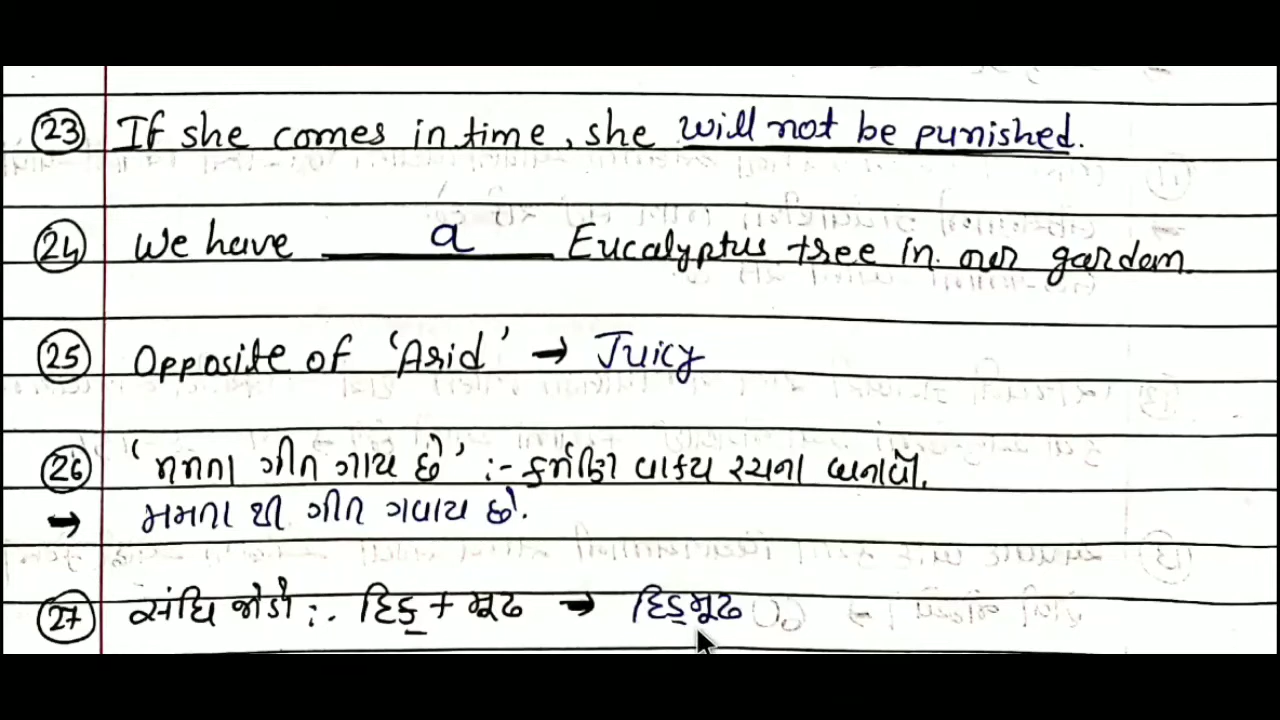 23 If she comes in time, she will not be punished.
24 We have a Eucalyptus tree in our garden.
25 Opposite of 'Arid' → Juicy
26 'મમતા ગીત ગાય છે' :- કર્મણિ વાક્ય રચના બનાવો.
→ મમતા થી ગીત ગવાય છે.
27 સંધિ જોડો :. દિક્ + મૂઢ → દિઙ્મૂઢ